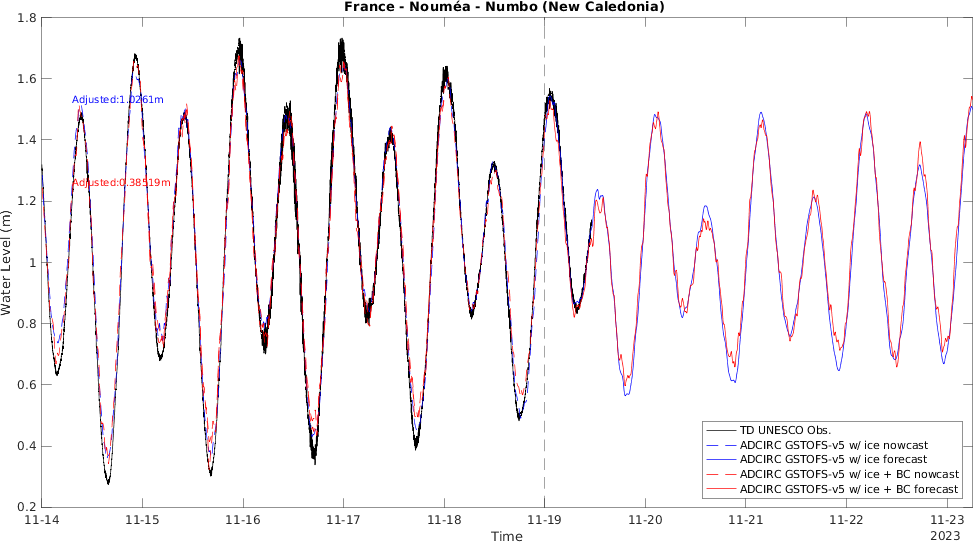 France - Nouméa - Numbo (New Caledonia)
1.8
1.6
1.4
1.2
1
0.8
0.6
0.4
0.2
Water Level (m)
Adjusted:1.0261m
Adjusted:0.38519m
TD UNESCO Obs.
ADCIRC GSTOFS-v5 w/ ice nowcast
ADCIRC GSTOFS-v5 w/ ice forecast
ADCIRC GSTOFS-v5 w/ ice + BC nowcast
ADCIRC GSTOFS-v5 w/ ice + BC forecast
11-14 11-15 11-16 11-17 11-18 11-19 11-20 11-21 11-22 11-23
2023
Time